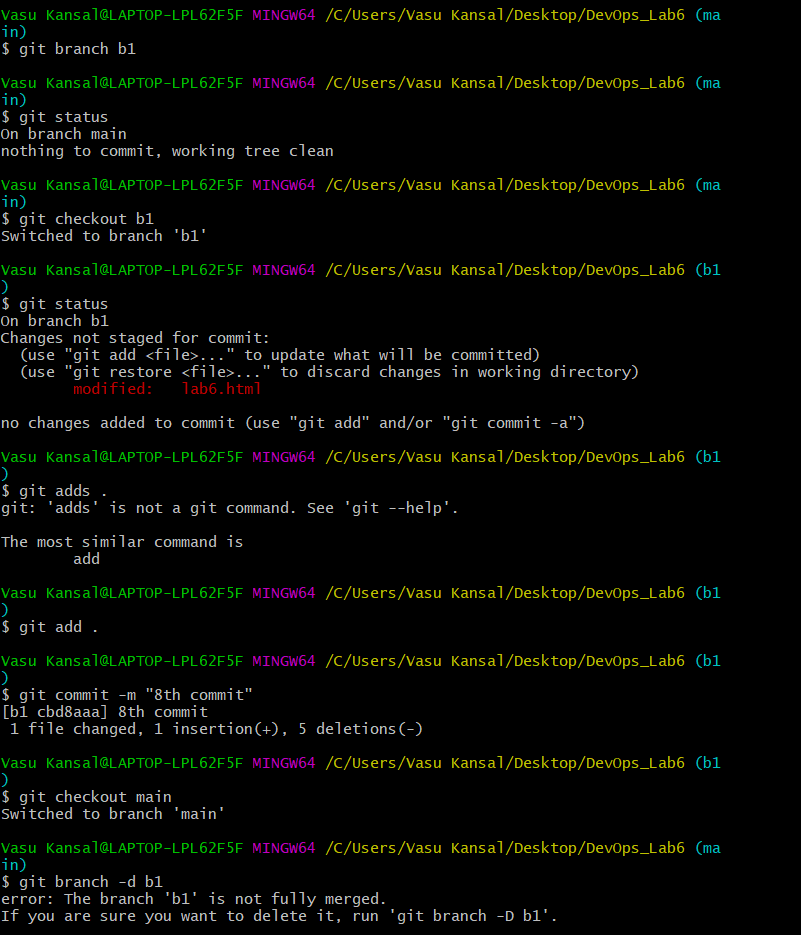 Vasu Kansal@LAPTOP-LPL62F5F MINGW64 /C/Users/Vasu Kansal/Desktop/DevOps_Lab6 (ma
in)
$ git branch b1

Vasu Kansal@LAPTOP-LPL62F5F MINGW64 /C/Users/Vasu Kansal/Desktop/DevOps_Lab6 (ma
in)
$ git status
On branch main
nothing to commit, working tree clean

Vasu Kansal@LAPTOP-LPL62F5F MINGW64 /C/Users/Vasu Kansal/Desktop/DevOps_Lab6 (ma
in)
$ git checkout b1
Switched to branch 'b1'

Vasu Kansal@LAPTOP-LPL62F5F MINGW64 /C/Users/Vasu Kansal/Desktop/DevOps_Lab6 (b1
)
$ git status
On branch b1
Changes not staged for commit:
  (use "git add <file>..." to update what will be committed)
  (use "git restore <file>..." to discard changes in working directory)
        modified:   lab6.html

no changes added to commit (use "git add" and/or "git commit -a")

Vasu Kansal@LAPTOP-LPL62F5F MINGW64 /C/Users/Vasu Kansal/Desktop/DevOps_Lab6 (b1
)
$ git adds .
git: 'adds' is not a git command. See 'git --help'.

The most similar command is
        add

Vasu Kansal@LAPTOP-LPL62F5F MINGW64 /C/Users/Vasu Kansal/Desktop/DevOps_Lab6 (b1
)
$ git add .

Vasu Kansal@LAPTOP-LPL62F5F MINGW64 /C/Users/Vasu Kansal/Desktop/DevOps_Lab6 (b1
)
$ git commit -m "8th commit"
[b1 cbd8aaa] 8th commit
 1 file changed, 1 insertion(+), 5 deletions(-)

Vasu Kansal@LAPTOP-LPL62F5F MINGW64 /C/Users/Vasu Kansal/Desktop/DevOps_Lab6 (b1
)
$ git checkout main
Switched to branch 'main'

Vasu Kansal@LAPTOP-LPL62F5F MINGW64 /C/Users/Vasu Kansal/Desktop/DevOps_Lab6 (ma
in)
$ git branch -d b1
error: The branch 'b1' is not fully merged.
If you are sure you want to delete it, run 'git branch -D b1'.